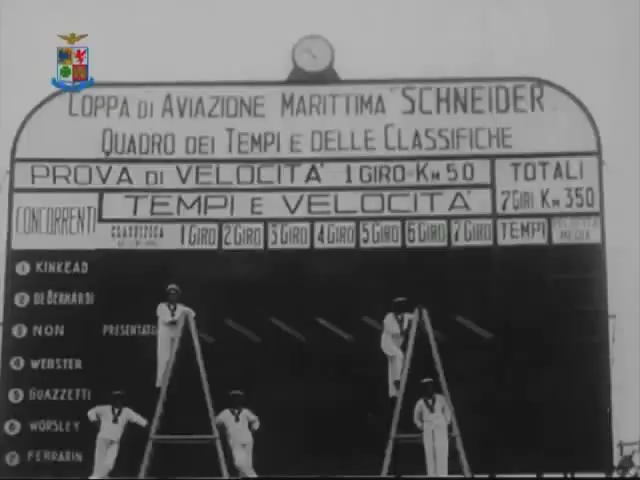 COPPA DI AVIAZIONE MARITTIMA SCHNEIDER
QUADRO DEI TEMPI E DELLE CLASSIFICHE
PROVA DI VELOCITA' 1 GIRO = KM 50
TOTALI
7 GIRI KM 350
CONCORRENTI
TEMPI E VELOCITA'
CLASSIFICA
1 GIRO 2 GIRO 3 GIRO 4 GIRO 5 GIRO 6 GIRO 7 GIRO TEMPI VELOCITÀ MEDIA
1 KINKEAD
2 DE BERNARDI
3 NON PRESENTATO
4 WEBSTER
5 GUAZZETTI
6 WORSLEY
7 FERRARIN